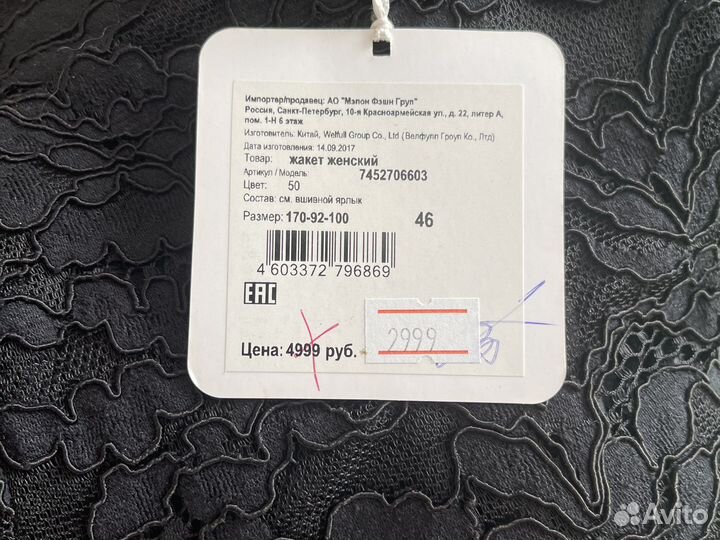 Импортер/продавец: АО "Мэлон Фэшн Груп"
Россия, Санкт-Петербург, 10-я Красноармейская ул., д. 22, литер А,
пом. 1-Н 6 этаж
Изготовитель: Китай, Welfull Group Co., Ltd (Велфулл Гроуп Ко., Лтд)
Дата изготовления: 14.09.2017
Товар: жакет женский
Артикул / Модель: 7452706603
Цвет: 50
Состав: см. вшивной ярлык
Размер: 170-92-100 46
4 603372 796869
EAC
Цена: 4999 руб. 2999
Avito